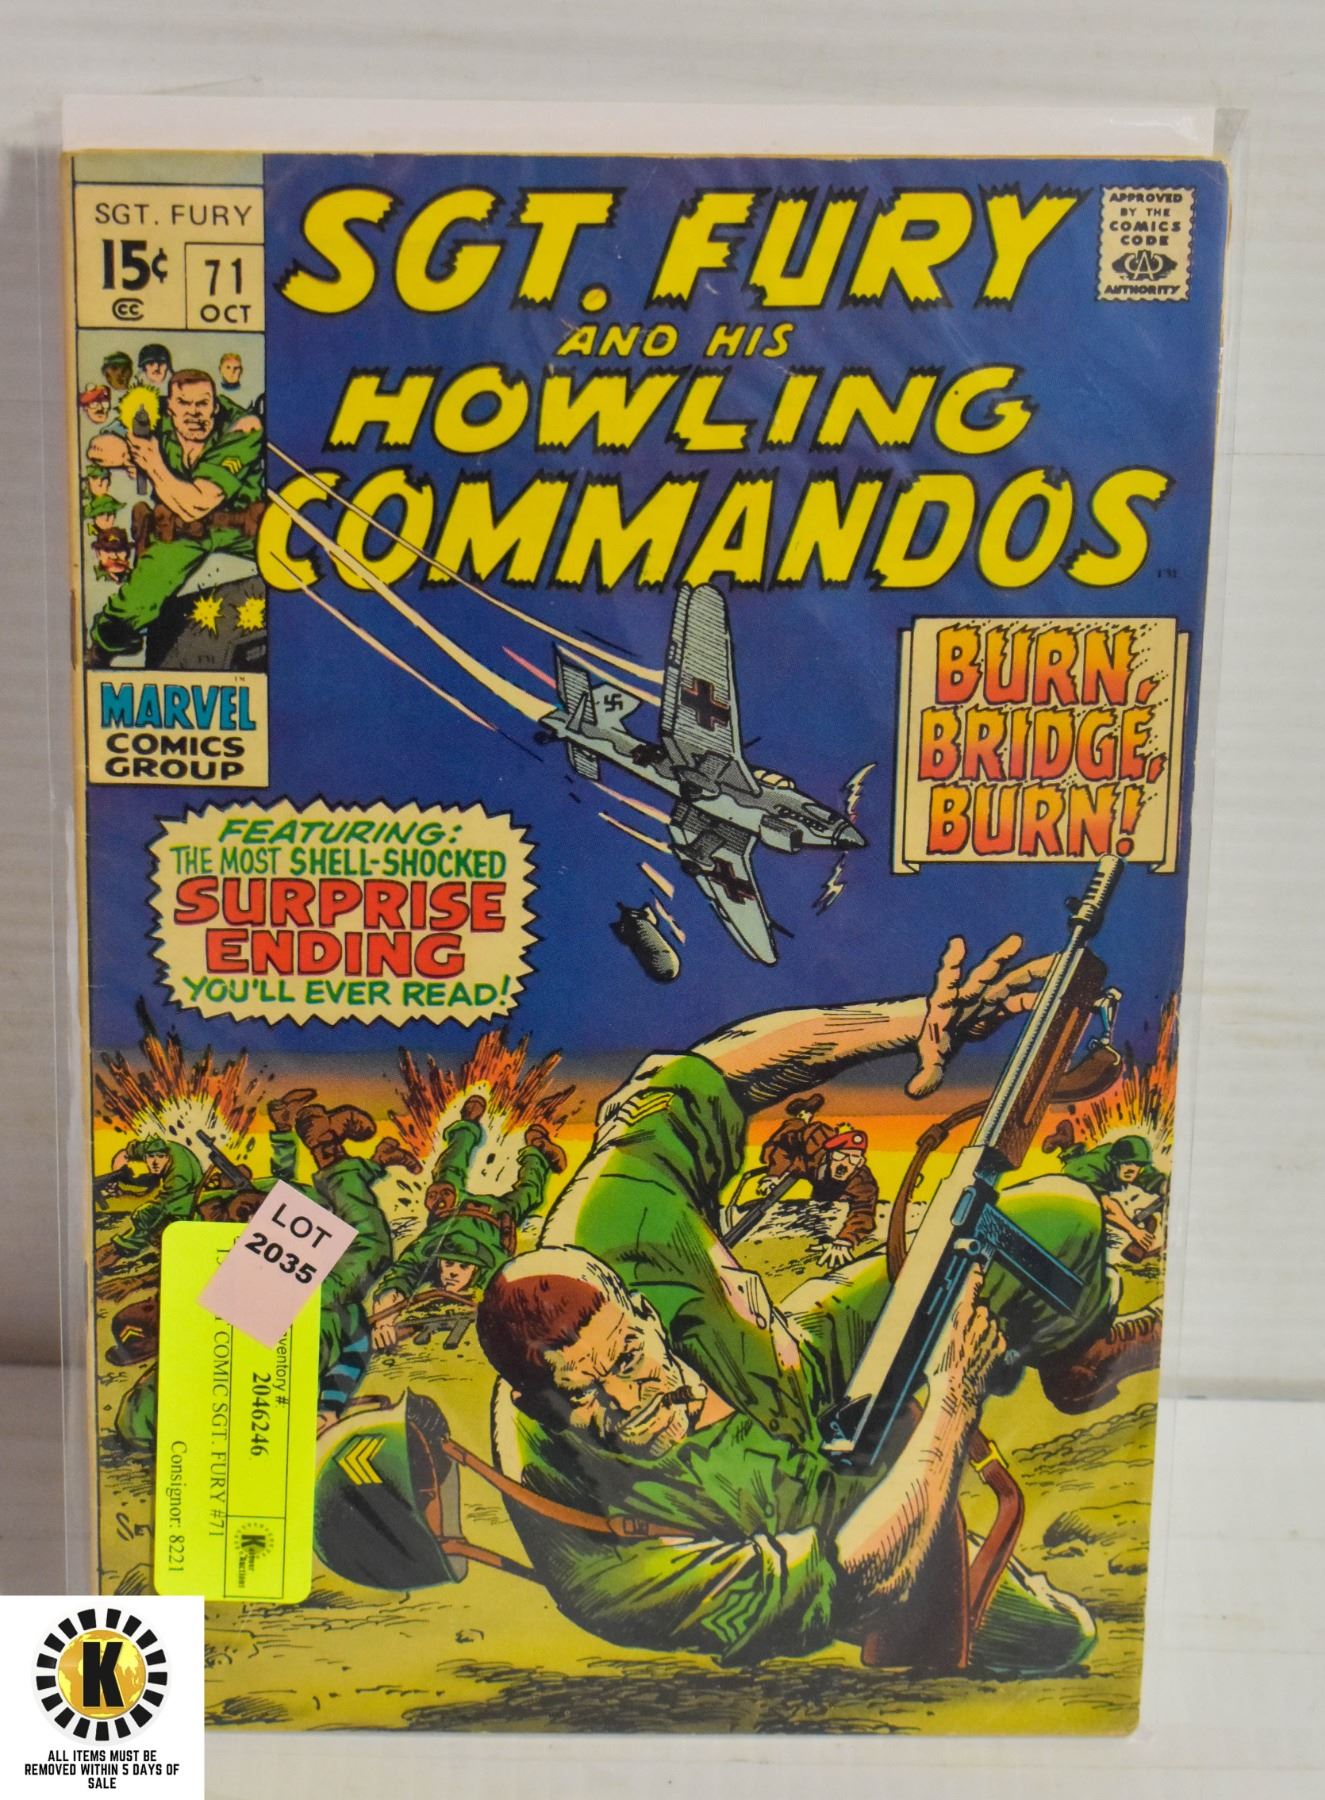 SGT. FURY
15¢
CC
71
OCT
MARVEL
COMICS
GROUP
SGT. FURY
AND HIS
HOWLING
COMMANDOS
APPROVED
BY THE
COMICS
CODE
CA
AUTHORITY
BURN,
BRIDGE,
BURN!
FEATURING:
THE MOST SHELL-SHOCKED
SURPRISE
ENDING
YOU'LL EVER READ!
LOT
2035
2046246
COMIC SGT. FURY #71
Consignor: 8221
K
ALL ITEMS MUST BE
REMOVED WITHIN 5 DAYS OF
SALE